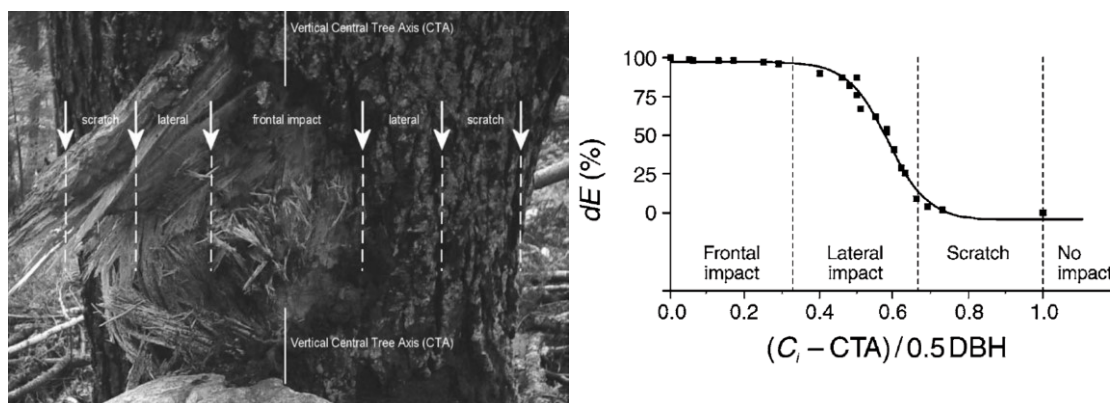 Vertical Central Tree Axis (CTA)
scratch
lateral
frontal impact
lateral
scratch
Vertical Central Tree Axis (CTA)
100
75
50
25
0
dE (%)
Frontal
impact
Lateral
impact
Scratch
No
impact
0.0
0.2
0.4
0.6
0.8
1.0
(Ci – CTA) / 0.5 DBH